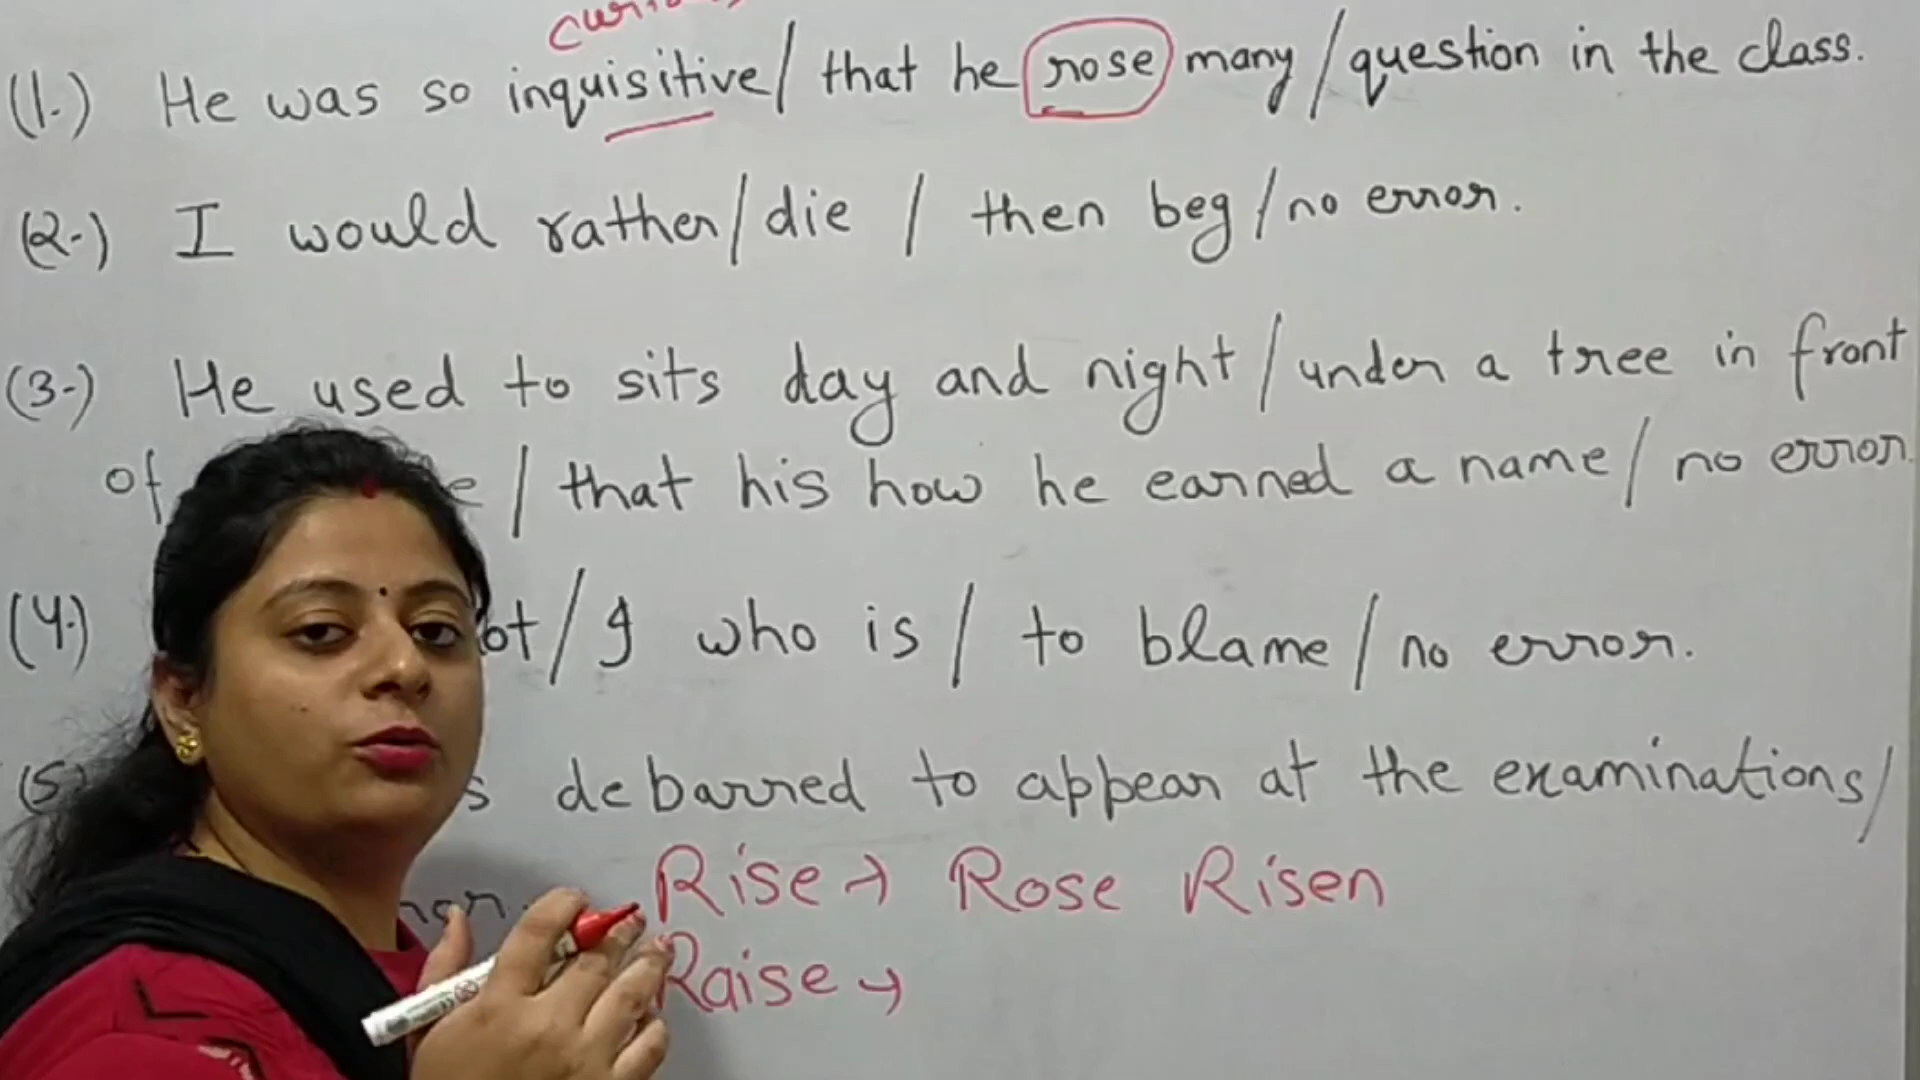 (1.) He was so inquisitive/ that he rose many /question in the class.
(2.) I would rather/die / then beg/no error.
(3.) He used to sits day and night/under a tree in front
of / that his how he earned a name/ no error.
(4.) /I who is/ to blame/no error.
(5) debarred to appear at the examinations/
Rise → Rose Risen
Raise →